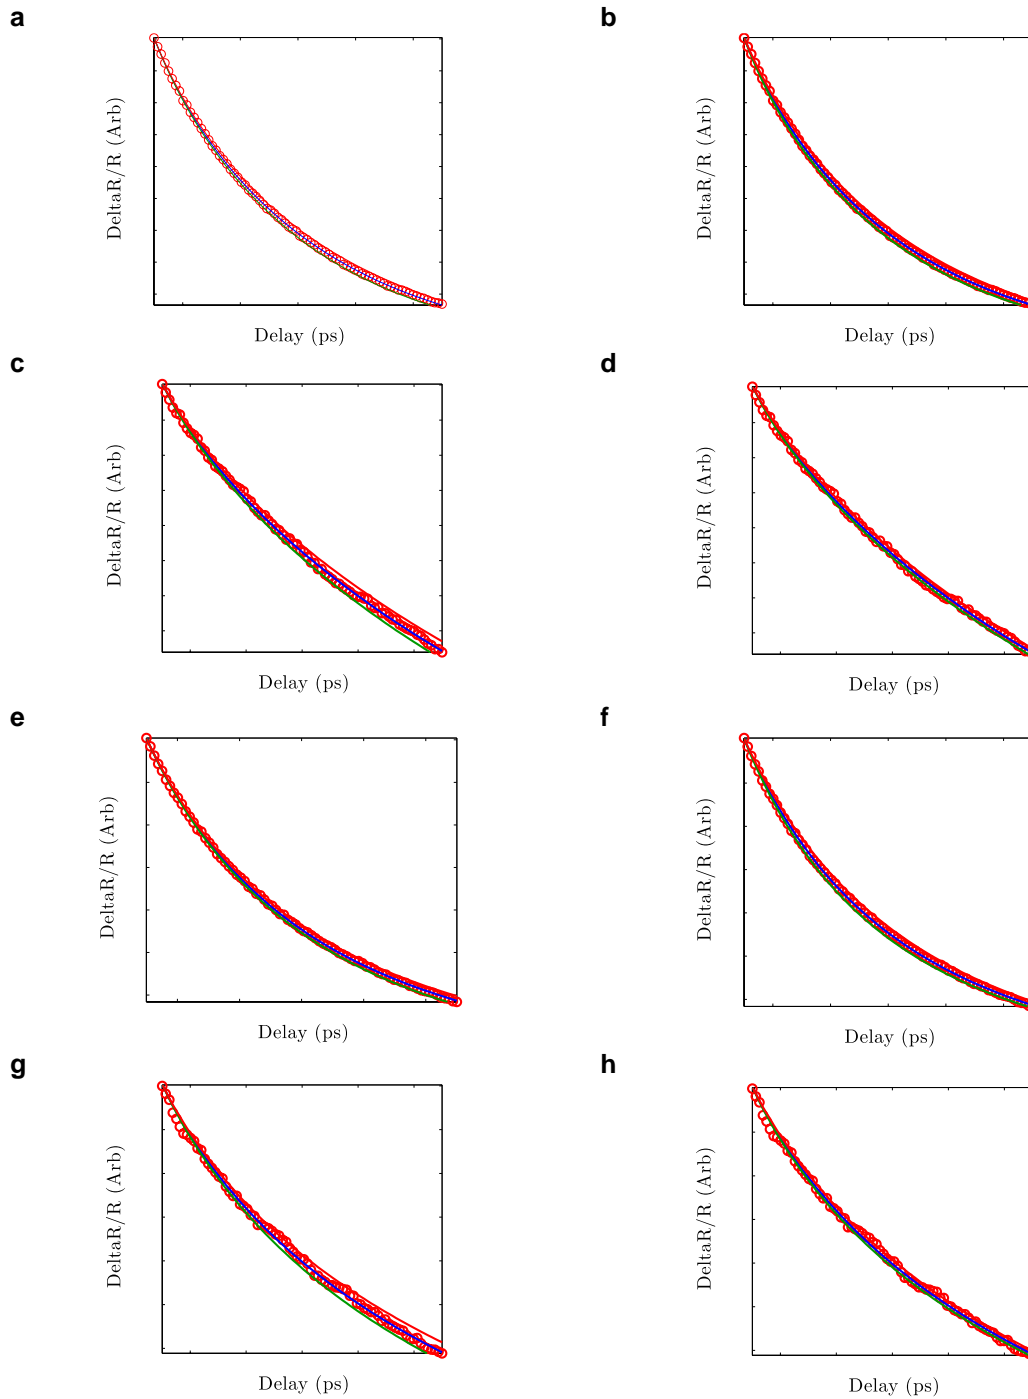 a
b
DeltaR/R (Arb)
DeltaR/R (Arb)
Delay (ps)
Delay (ps)
c
d
DeltaR/R (Arb)
DeltaR/R (Arb)
Delay (ps)
Delay (ps)
e
f
DeltaR/R (Arb)
DeltaR/R (Arb)
Delay (ps)
Delay (ps)
g
h
DeltaR/R (Arb)
DeltaR/R (Arb)
Delay (ps)
Delay (ps)